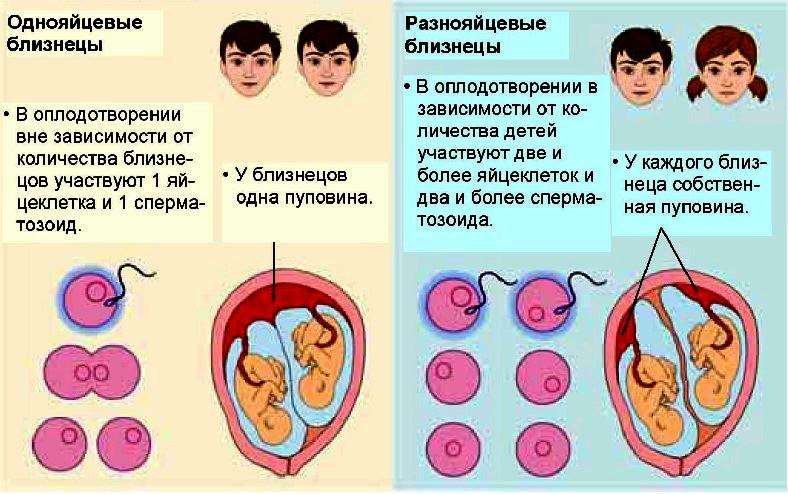 Однояйцевые
близнецы
• В оплодотворении
вне зависимости от
количества близне-
цов участвуют 1 яй-
цеклетка и 1 сперма-
тозоид.
• У близнецов
одна пуповина.
Разнояйцевые
близнецы
• В оплодотворении в
зависимости от ко-
личества детей
участвуют две и
более яйцеклеток и
два и более сперма-
тозоида.
• У каждого близ-
неца собствен-
ная пуповина.